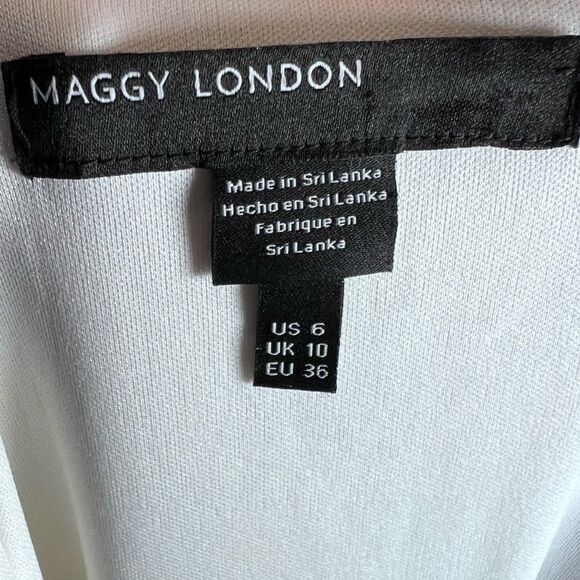 MAGGY LONDON
Made in Sri Lanka
Hecho en Sri Lanka
Fabrique en
Sri Lanka
US 6
UK 10
EU 36